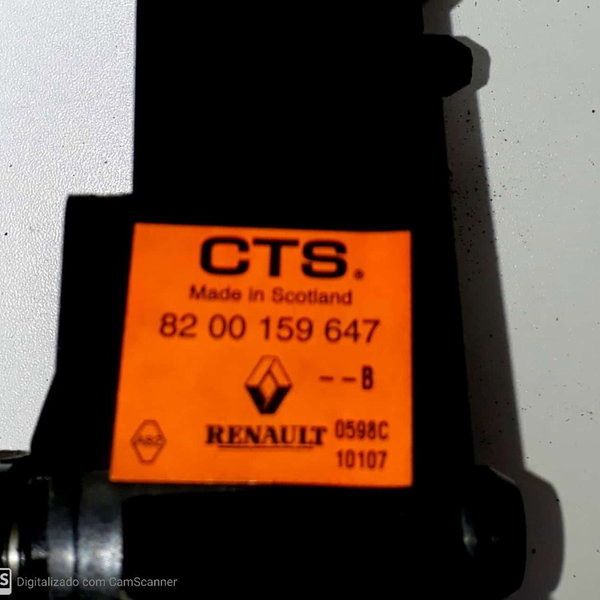 CTS®
Made in Scotland
82 00 159 647
--B
RENAULT 0598C
10107
Digitalizado com CamScanner